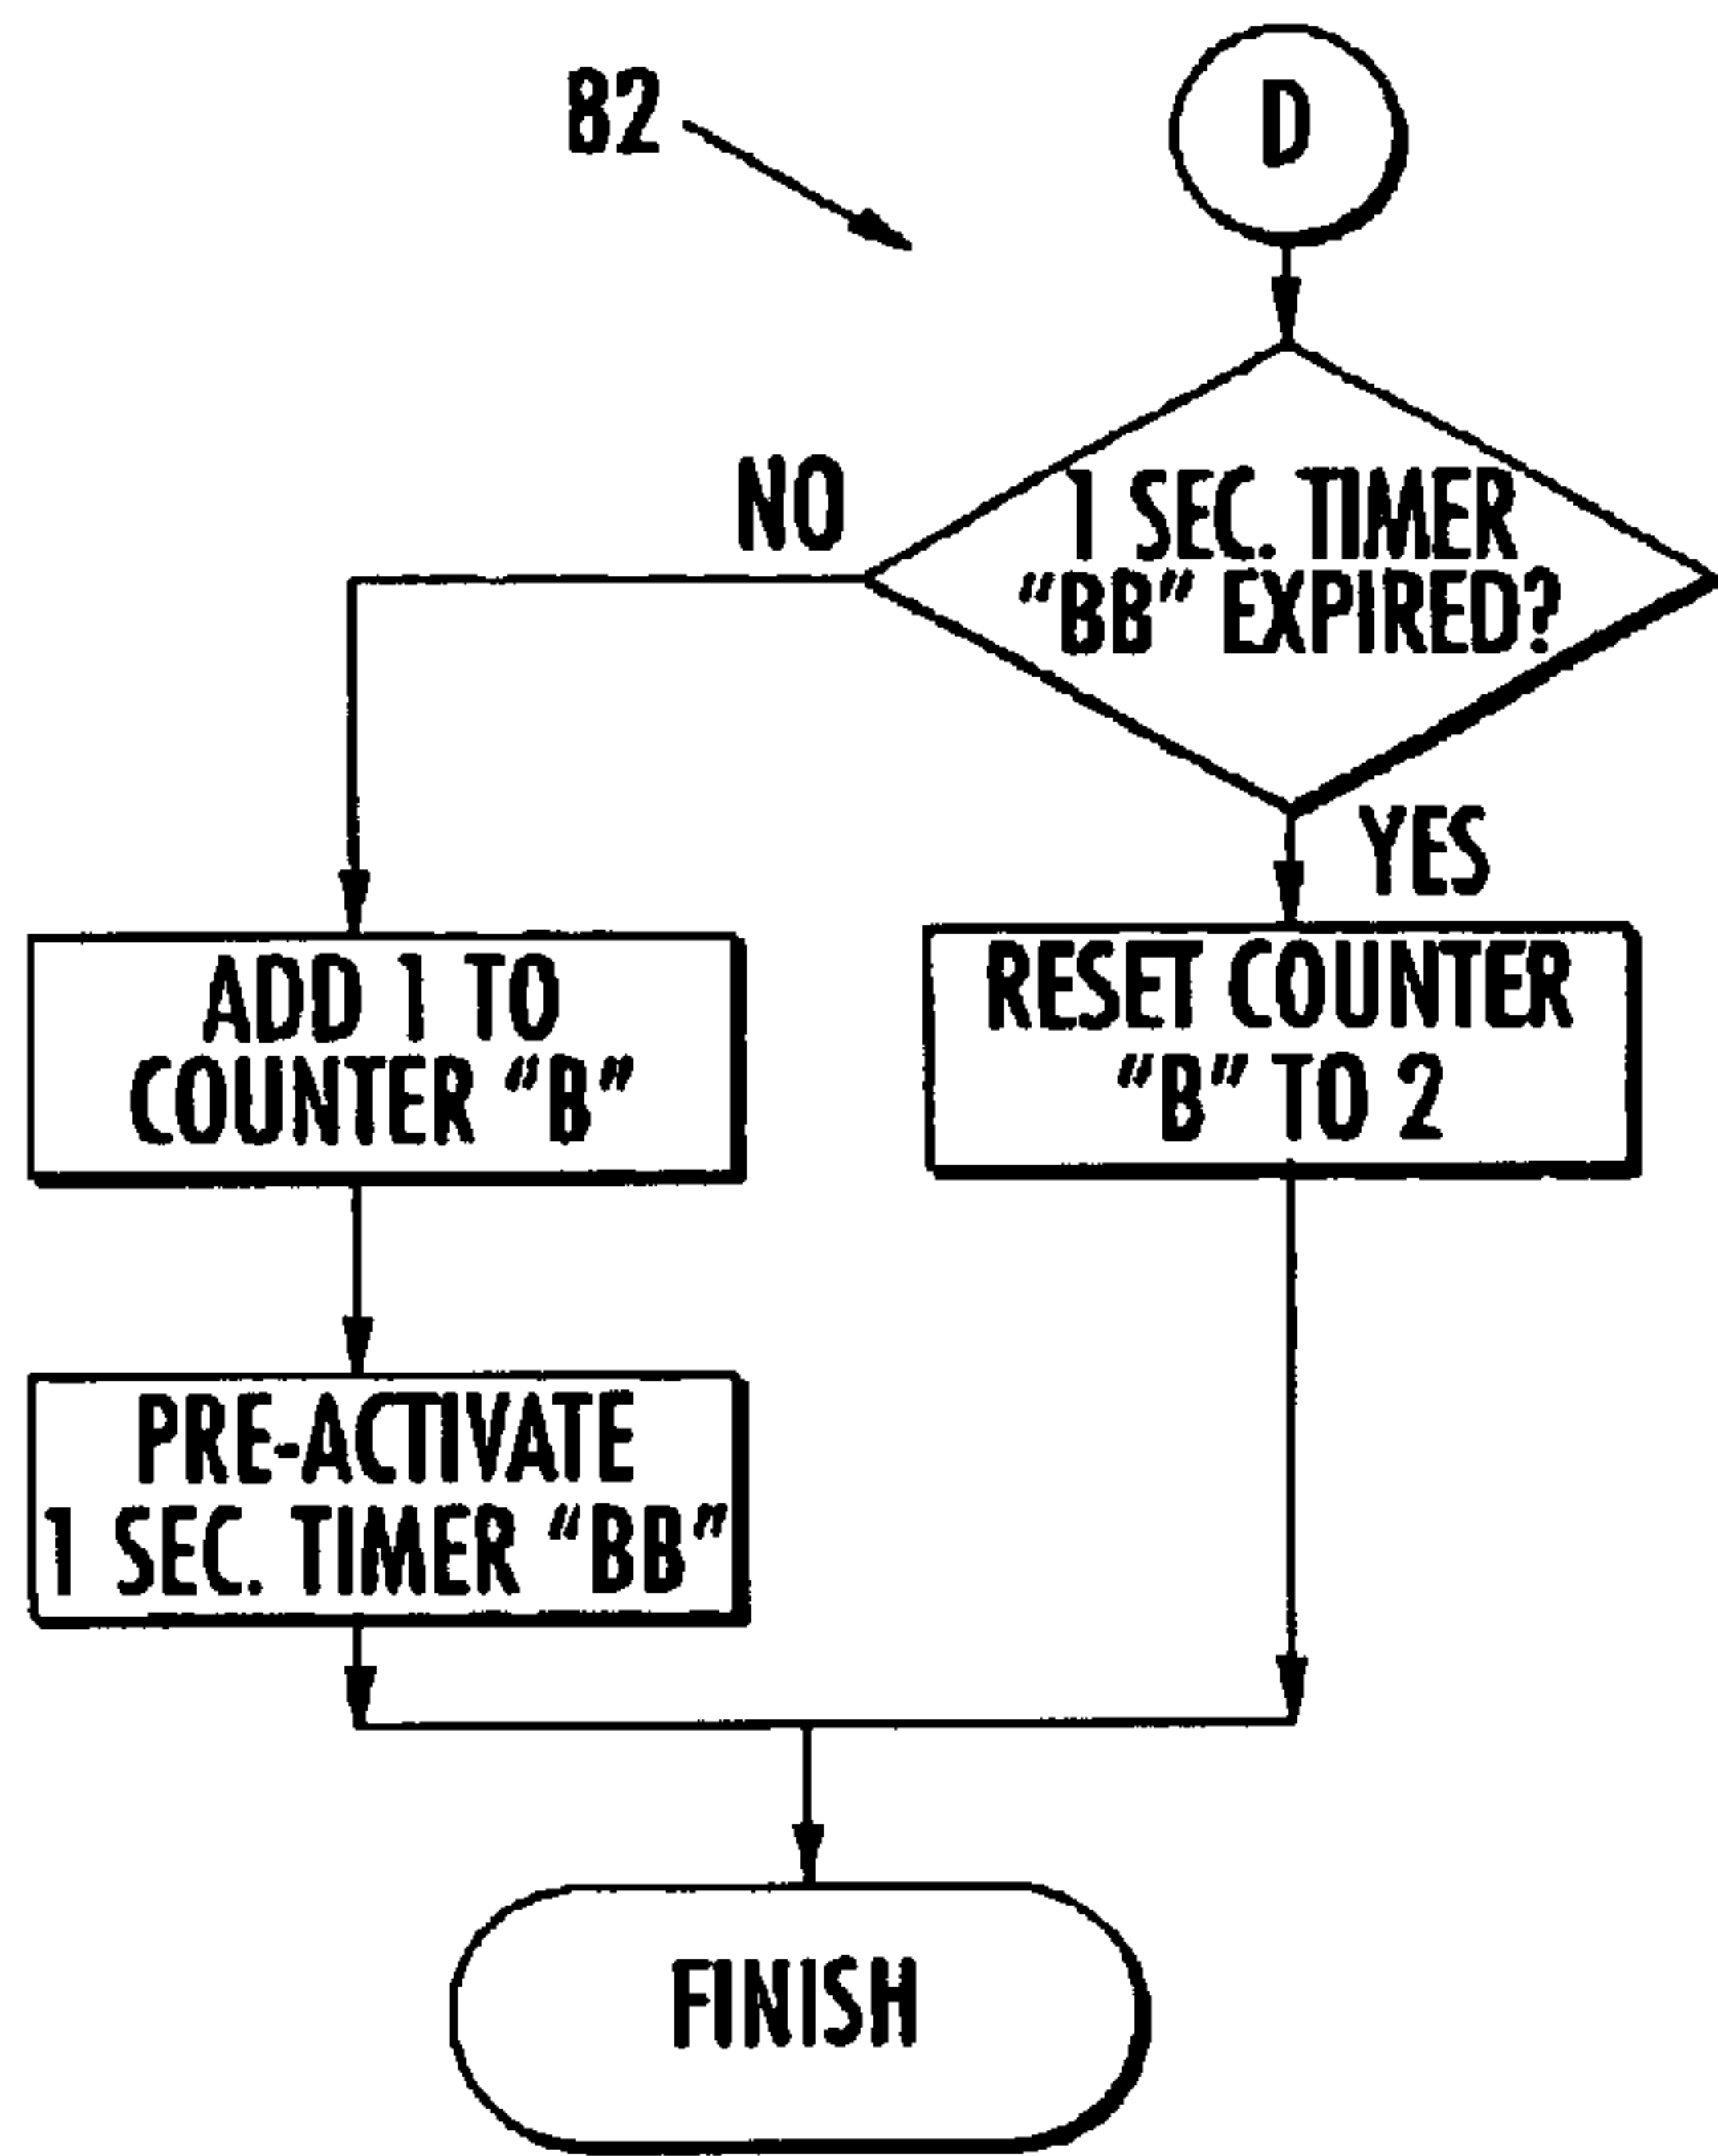 82
D
NO
1 SEC. TIMER
"BB" EXPIRED?
YES
ADD 1 TO
COUNTER "B"
RESET COUNTER
"B" TO 2
PRE-ACTIVATE
1 SEC. TIMER "BB"
FINISH